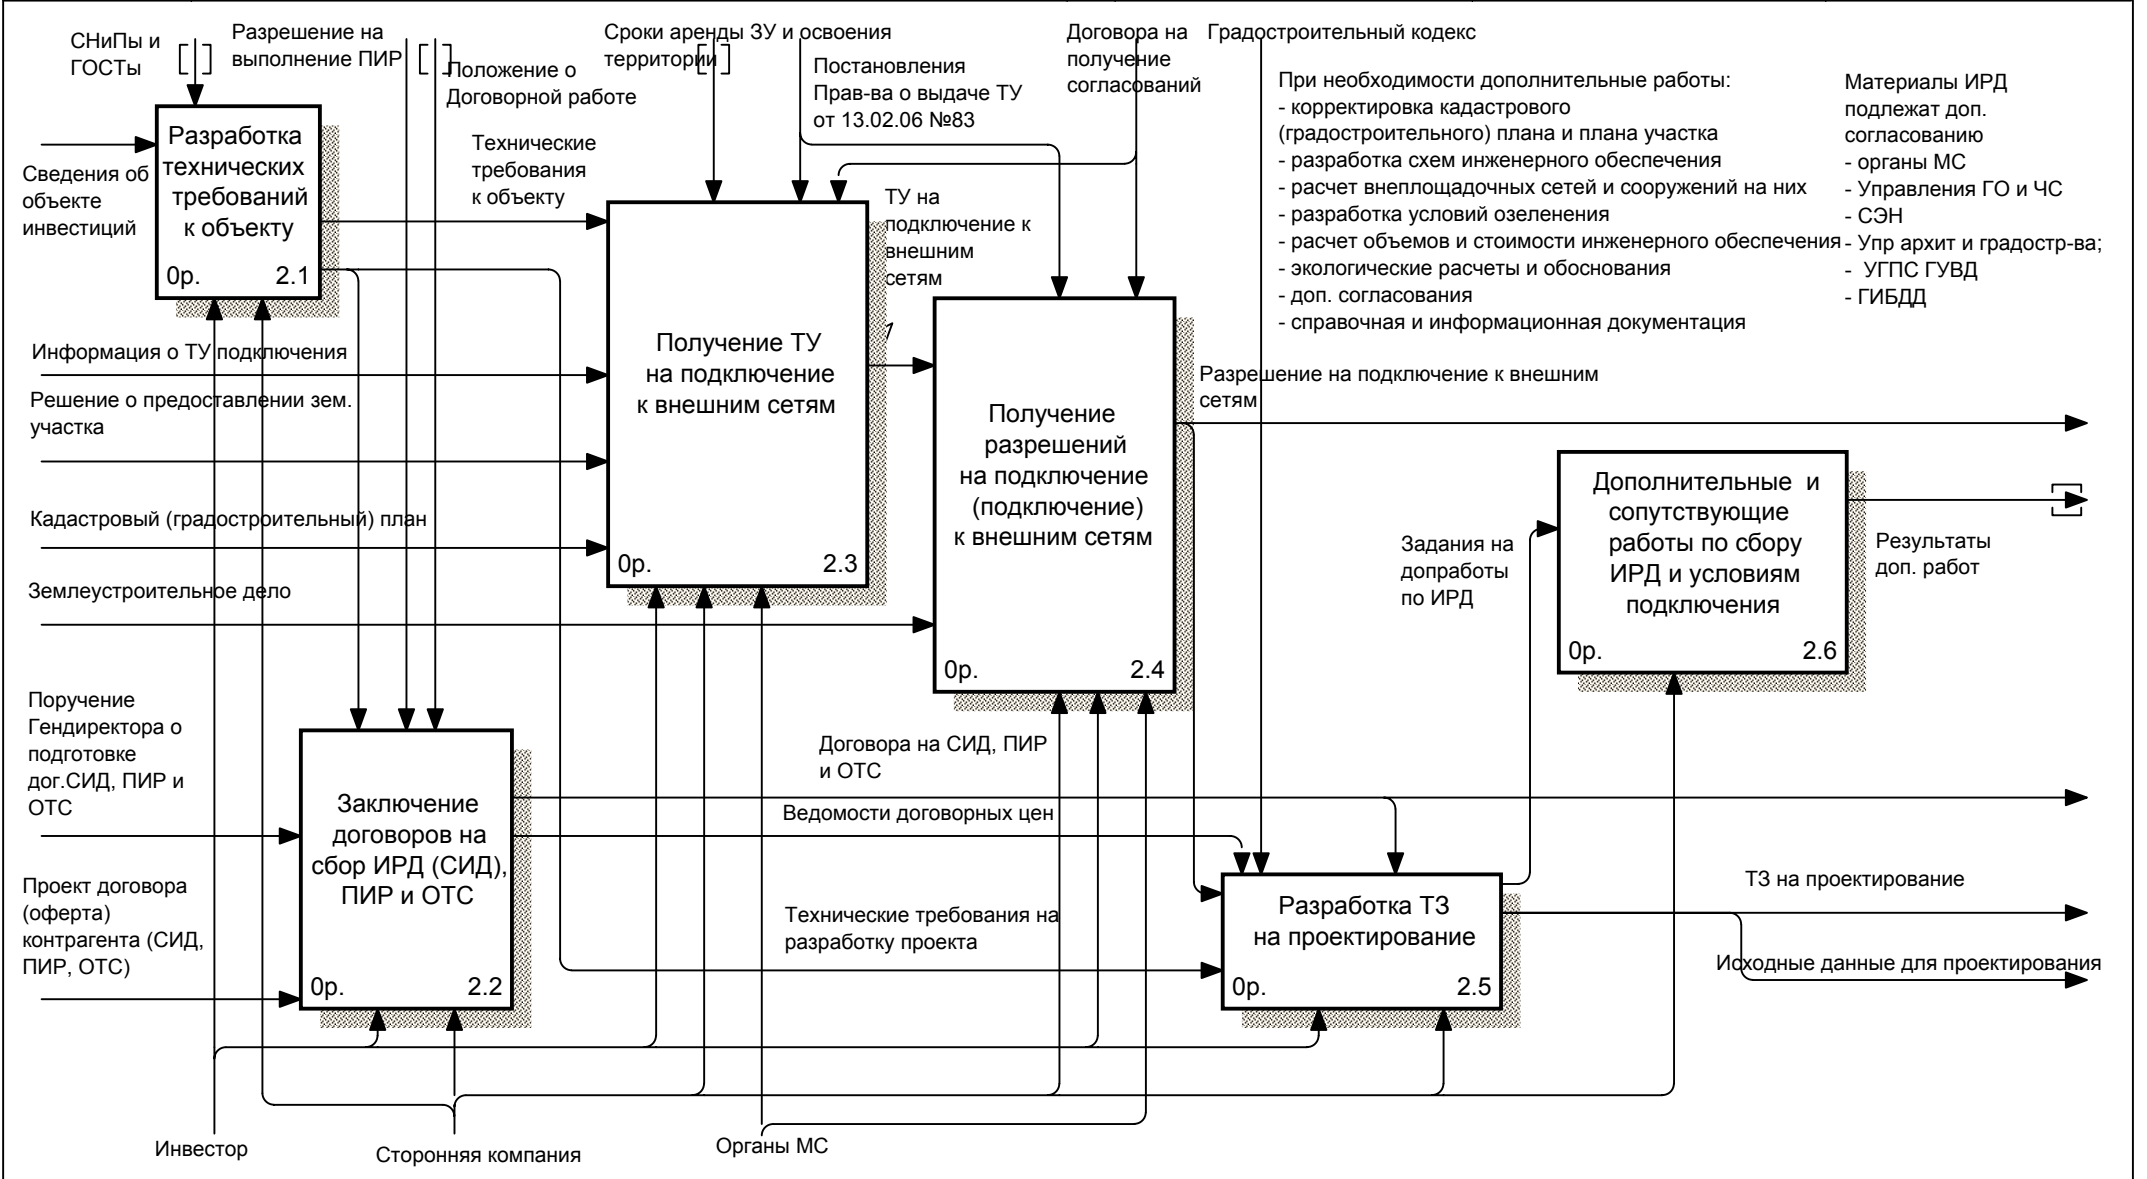 СНиПы и
ГОСТы
Разрешение на
выполнение ПИР
Положение о
Договорной работе
Сроки аренды ЗУ и освоения
территории
Постановления
Прав-ва о выдаче ТУ
от 13.02.06 №83
Договора на
получение
согласований
Градостроительный кодекс
При необходимости дополнительные работы:
- корректировка кадастрового
(градостроительного) плана и плана участка
- разработка схем инженерного обеспечения
- расчет внеплощадочных сетей и сооружений на них
- разработка условий озеленения
- расчет объемов и стоимости инженерного обеспечения
- экологические расчеты и обоснования
- доп. согласования
- справочная и информационная документация
Материалы ИРД
подлежат доп.
согласованию
- органы МС
- Управления ГО и ЧС
- СЭН
- Упр архит и градостр-ва;
- УГПС ГУВД
- ГИБДД
Сведения об
объекте
инвестиций
Разработка
технических
требований
к объекту
0р. 2.1
Технические
требования
к объекту
ТУ на
подключение к
внешним
сетям
Информация о ТУ подключения
Решение о предоставлении зем.
участка
Кадастровый (градостроительный) план
Землеустроительное дело
Получение ТУ
на подключение
к внешним сетям
0р. 2.3
Получение
разрешений
на подключение
(подключение)
к внешним сетям
0р. 2.4
Разрешение на подключение к внешним
сетям
Задания на
допработы
по ИРД
Дополнительные и
сопутствующие
работы по сбору
ИРД и условиям
подключения
0р. 2.6
Результаты
доп. работ
Поручение
Гендиректора о
подготовке
дог.СИД, ПИР и
ОТС
Проект договора
(оферта)
контрагента (СИД,
ПИР, ОТС)
Заключение
договоров на
сбор ИРД (СИД),
ПИР и ОТС
0р. 2.2
Договора на СИД, ПИР
и ОТС
Ведомости договорных цен
Технические требования на
разработку проекта
Разработка ТЗ
на проектирование
0р. 2.5
ТЗ на проектирование
Исходные данные для проектирования
Инвестор
Сторонняя компания
Органы МС